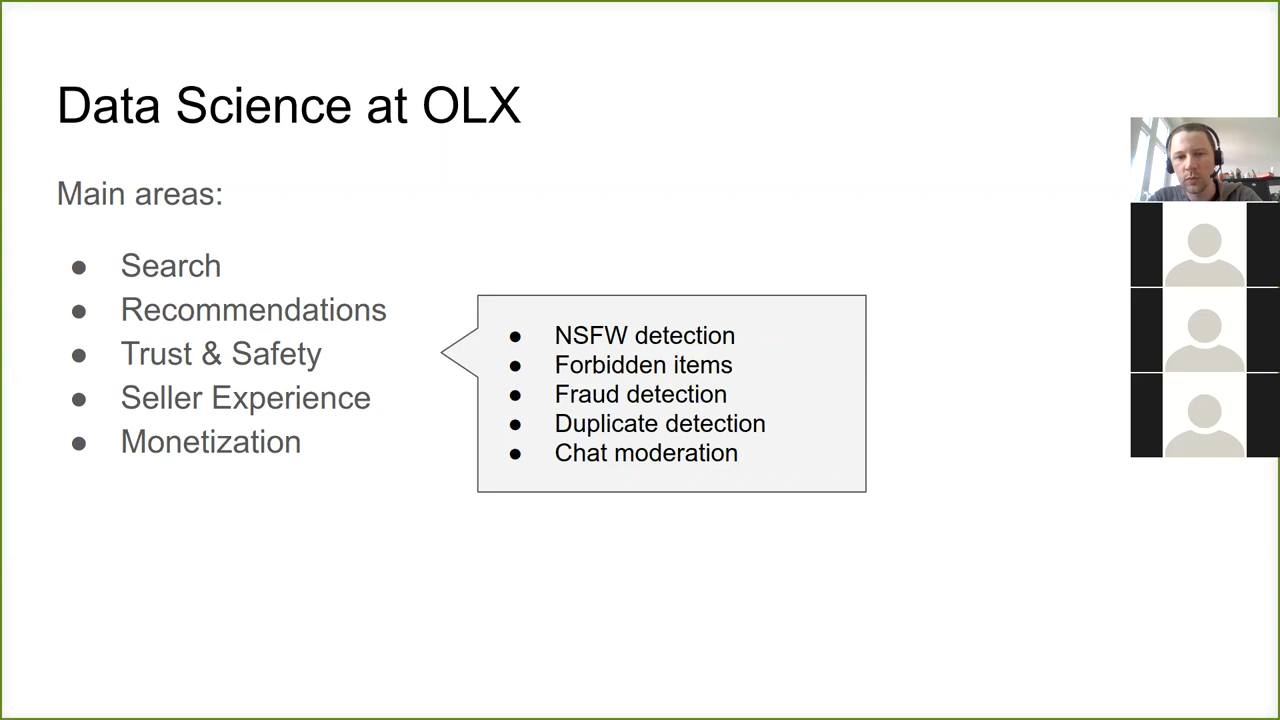 Data Science at OLX
Main areas:
● Search
● Recommendations
● Trust & Safety
● Seller Experience
● Monetization
● NSFW detection
● Forbidden items
● Fraud detection
● Duplicate detection
● Chat moderation